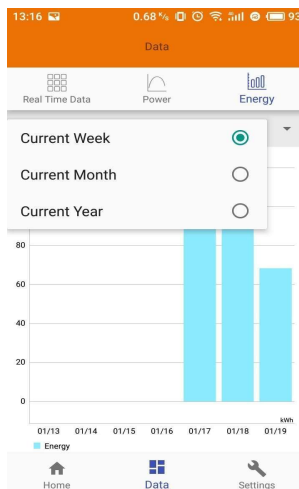 13:16 0.68 K/s 93
Data
Real Time Data Power Energy
Current Week
Current Month
Current Year
80
60
40
20
0
kWh
01/13 01/14 01/15 01/16 01/17 01/18 01/19
Energy
Home Data Settings